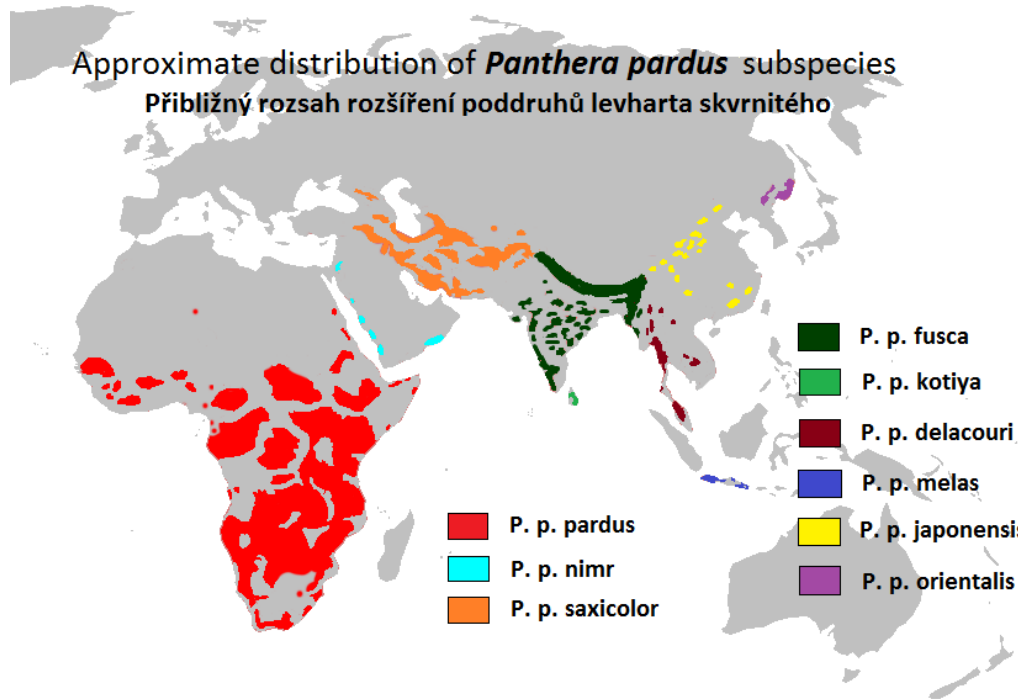 Approximate distribution of Panthera pardus subspecies
Přibližný rozsah rozšíření poddruhů levharta skvrnitého
P. p. fusca
P. p. kotiya
P. p. delacouri
P. p. melas
P. p. pardus
P. p. japonensis
P. p. nimr
P. p. orientalis
P. p. saxicolor